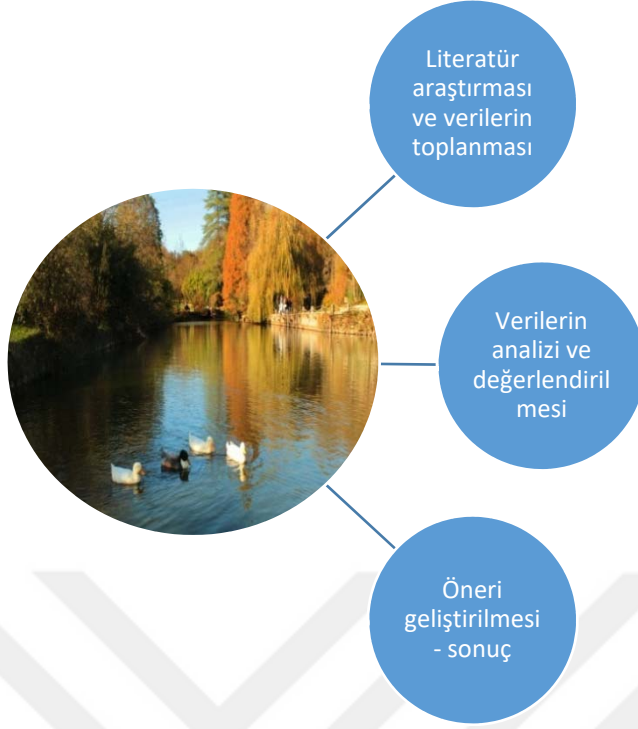 Literatür
araştırması
ve verilerin
toplanması
Verilerin
analizi ve
değerlendiril
mesi
Öneri
geliştirilmesi
- sonuç